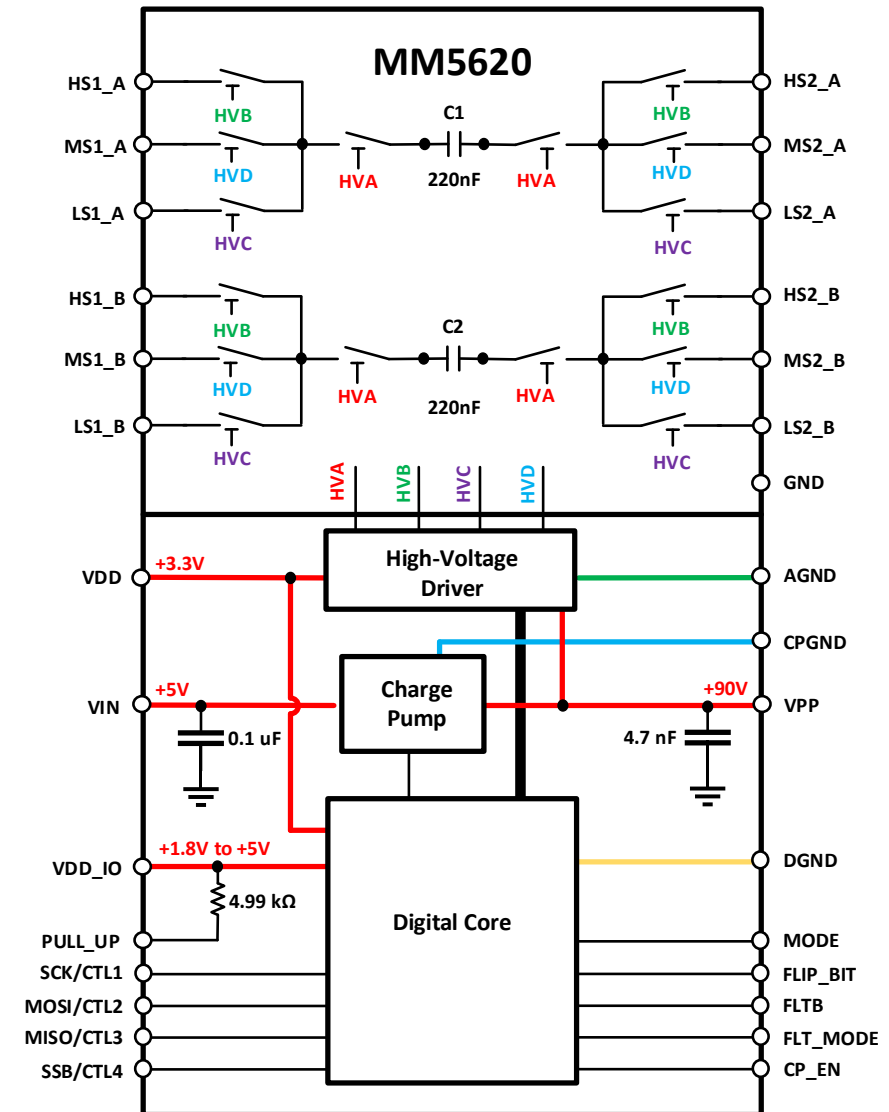 MM5620
HS1_A
HVB
C1
HVB
HS2_A
MS1_A
HVD
HVA
220nF
HVA
HVD
MS2_A
LS1_A
HVC
HVC
LS2_A
HS1_B
HVB
C2
HVB
HS2_B
MS1_B
HVD
HVA
220nF
HVA
HVD
MS2_B
LS1_B
HVC
HVC
LS2_B
HVA
HVB
HVC
HVD
GND
VDD
+3.3V
High-Voltage
Driver
AGND
CPGND
VIN
+5V
Charge
Pump
+90V
VPP
0.1 uF
4.7 nF
VDD_IO
+1.8V to +5V
DGND
4.99 kΩ
Digital Core
PULL_UP
MODE
SCK/CTL1
FLIP_BIT
MOSI/CTL2
FLTB
MISO/CTL3
FLT_MODE
SSB/CTL4
CP_EN